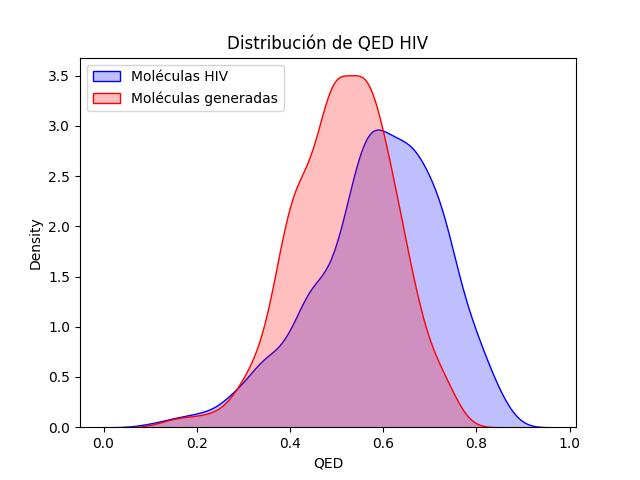 Distribución de QED HIV
Moléculas HIV
Moléculas generadas
3.5
3.0
2.5
2.0
1.5
1.0
0.5
0.0
Density
0.0 0.2 0.4 0.6 0.8 1.0
QED